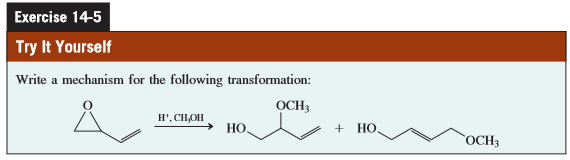 Exercise 14-5
Try It Yourself
Write a mechanism for the following transformation:
O
H⁺, CH₃OH
HO
OCH₃
+
HO
OCH₃